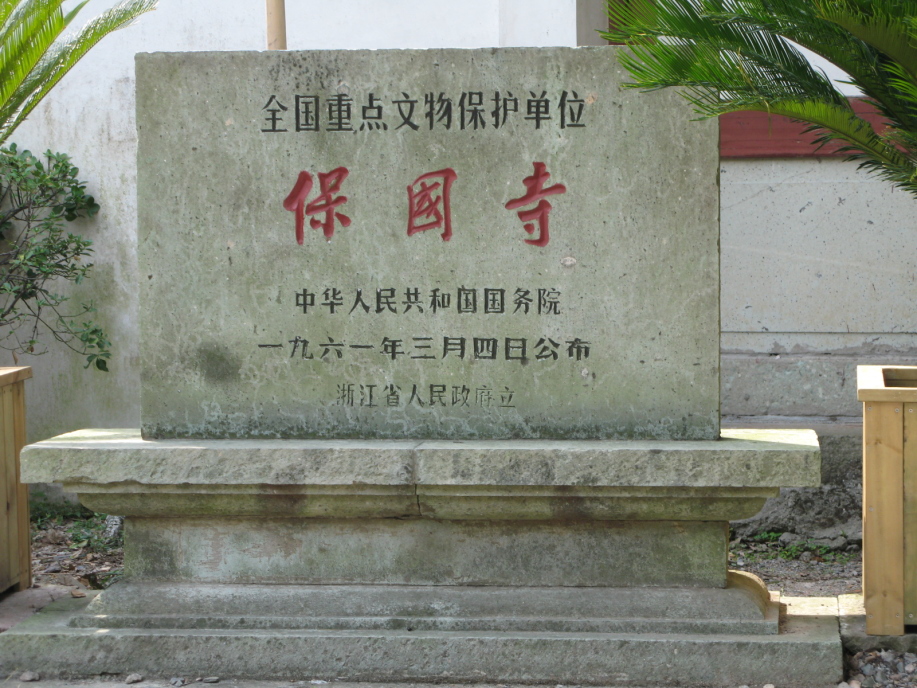 全国重点文物保护单位
保國寺
中华人民共和国国务院
一九六一年三月四日公布
浙江省人民政府立